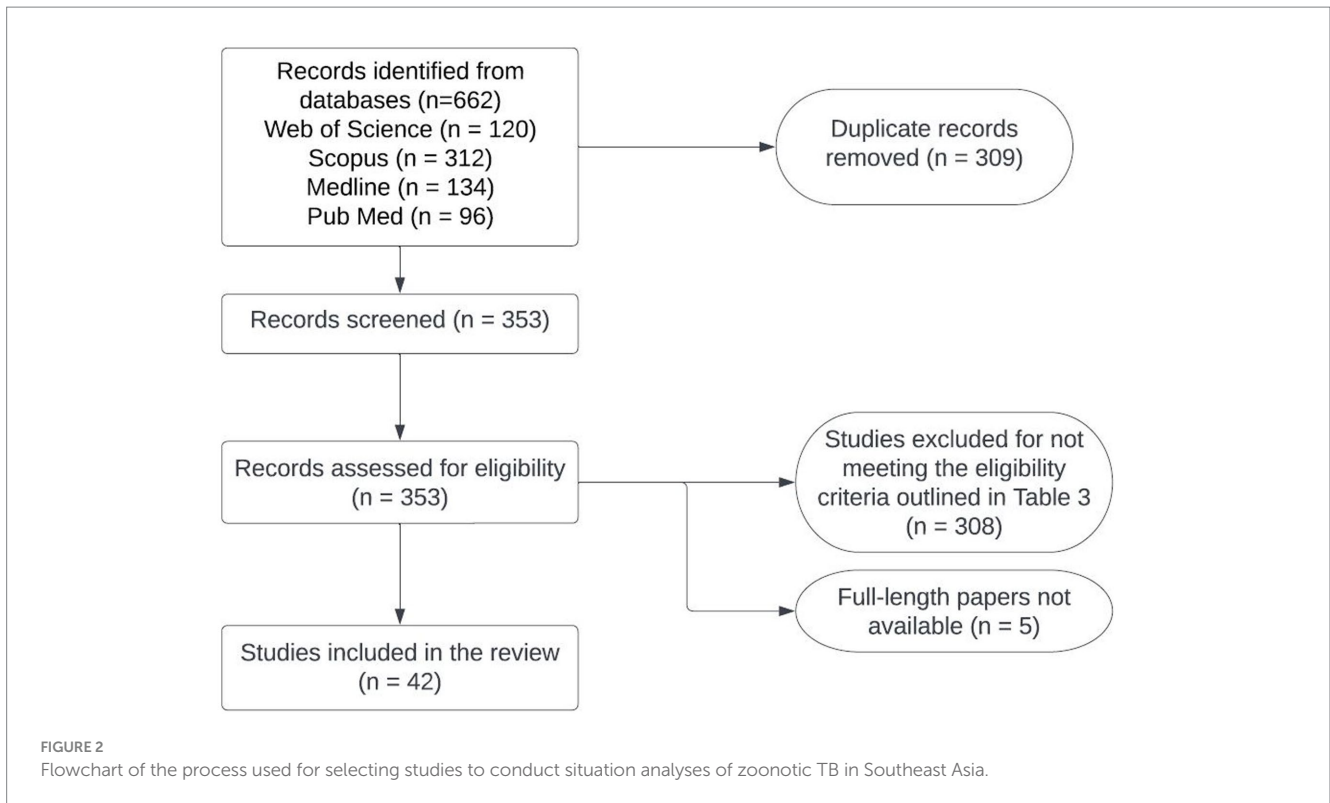 Records identified from
databases (n=662)
Web of Science (n = 120)
Scopus (n = 312)
Medline (n = 134)
Pub Med (n = 96)
Duplicate records
removed (n = 309)
Records screened (n = 353)
Records assessed for eligibility
(n = 353)
Studies excluded for not
meeting the eligibility
criteria outlined in Table 3
(n = 308)
Full-length papers not
available (n = 5)
Studies included in the review
(n = 42)
FIGURE 2
Flowchart of the process used for selecting studies to conduct situation analyses of zoonotic TB in Southeast Asia.